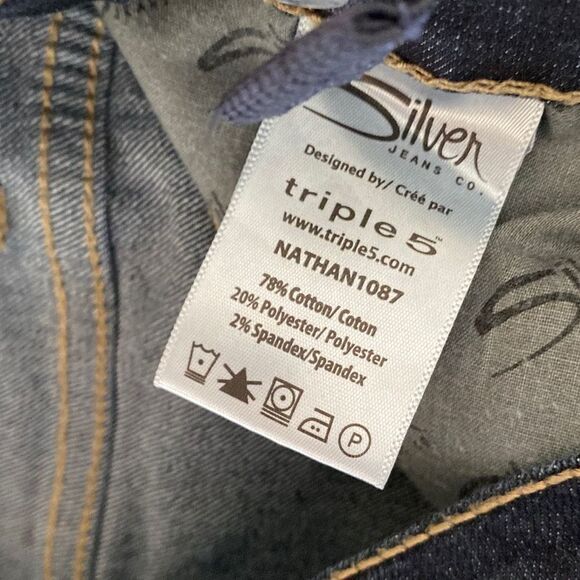 Silver
JEANS CO.
Designed by/ Créé par
triple5™
www.triple5.com
NATHAN1087
78% Cotton/ Coton
20% Polyester/ Polyester
2% Spandex/Spandex
P